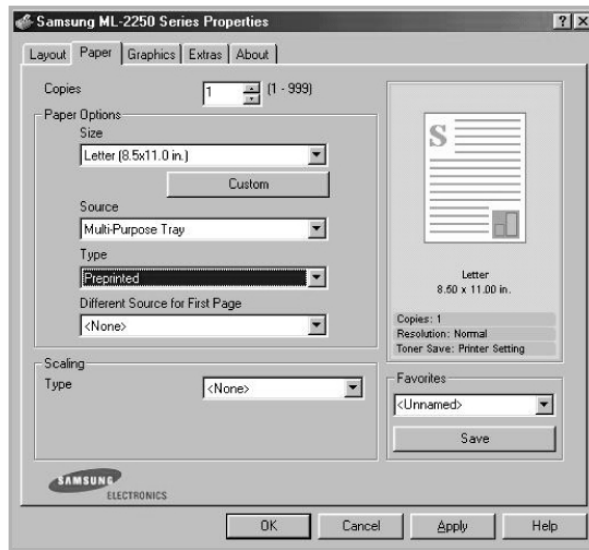 Samsung ML-2250 Series Properties
Layout Paper Graphics Extras About
Copies 1 (1 - 999)
Paper Options
Size
Letter (8.5x11.0 in.)
Custom
Source
Multi-Purpose Tray
Type
Preprinted
Different Source for First Page
<None>
Scaling
Type <None>
S
Letter
8.50 x 11.00 in.
Copies: 1
Resolution: Normal
Toner Save: Printer Setting
Favorites
<Unnamed>
Save
SAMSUNG
ELECTRONICS
OK Cancel Apply Help